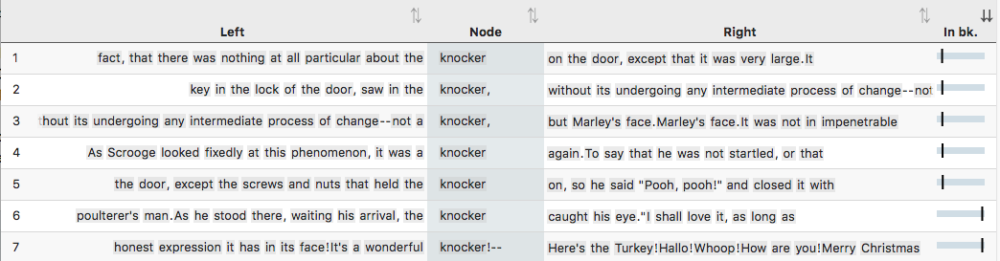 Left Node Right In bk.
1 fact, that there was nothing at all particular about the knocker on the door, except that it was very large.It
2 key in the lock of the door, saw in the knocker, without its undergoing any intermediate process of change--not
3 thout its undergoing any intermediate process of change--not a knocker, but Marley's face.Marley's face.It was not in impenetrable
4 As Scrooge looked fixedly at this phenomenon, it was a knocker again.To say that he was not startled, or that
5 the door, except the screws and nuts that held the knocker on, so he said "Pooh, pooh!" and closed it with
6 poulterer's man.As he stood there, waiting his arrival, the knocker caught his eye."I shall love it, as long as
7 honest expression it has in its face!It's a wonderful knocker!-- Here's the Turkey!Hallo!Whoop!How are you!Merry Christmas